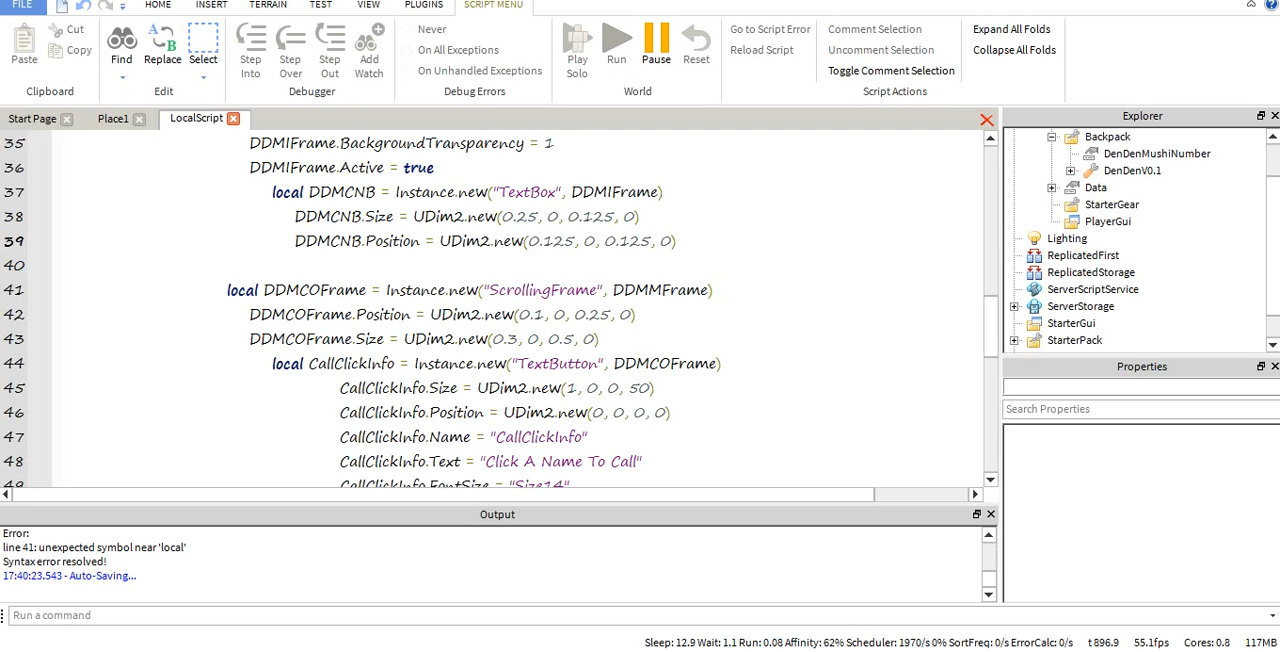 FILE HOME INSERT TERRAIN TEST VIEW PLUGINS SCRIPT MENU
Paste
Cut
Copy
Clipboard
Find
Replace
Select
Edit
Step Into
Step Over
Step Out
Add Watch
Debugger
Never
On All Exceptions
On Unhandled Exceptions
Debug Errors
Play Solo
Run
Pause
Reset
World
Go to Script Error
Reload Script
Comment Selection
Uncomment Selection
Toggle Comment Selection
Script Actions
Expand All Folds
Collapse All Folds
Start Page Place1 LocalScript
35 DDMIFrame.BackgroundTransparency = 1
36 DDMIFrame.Active = true
37 local DDMCNB = Instance.new("TextBox", DDMIFrame)
38 DDMCNB.Size = UDim2.new(0.25, 0, 0.125, 0)
39 DDMCNB.Position = UDim2.new(0.125, 0, 0.125, 0)
40
41 local DDMCOFrame = Instance.new("ScrollingFrame", DDMMFrame)
42 DDMCOFrame.Position = UDim2.new(0.1, 0, 0.25, 0)
43 DDMCOFrame.Size = UDim2.new(0.3, 0, 0.5, 0)
44 local CallClickInfo = Instance.new("TextButton", DDMCOFrame)
45 CallClickInfo.Size = UDim2.new(1, 0, 0, 50)
46 CallClickInfo.Position = UDim2.new(0, 0, 0, 0)
47 CallClickInfo.Name = "CallClickInfo"
48 CallClickInfo.Text = "Click A Name To Call"
49 CallClickInfo.FontSize = "Size14"
Explorer
Backpack
DenDenMushiNumber
DenDenV0.1
Data
StarterGear
PlayerGui
Lighting
ReplicatedFirst
ReplicatedStorage
ServerScriptService
ServerStorage
StarterGui
StarterPack
Properties
Search Properties
Output
Error:
line 41: unexpected symbol near 'local'
Syntax error resolved!
17:40:23.543 - Auto-Saving...
Run a command
Sleep: 12.9 Wait: 1.1 Run: 0.08 Affinity: 62% Scheduler: 1970/s 0% SortFreq: 0/s ErrorCalc: 0/s t 896.9 55.1fps Cores: 0.8 117MB